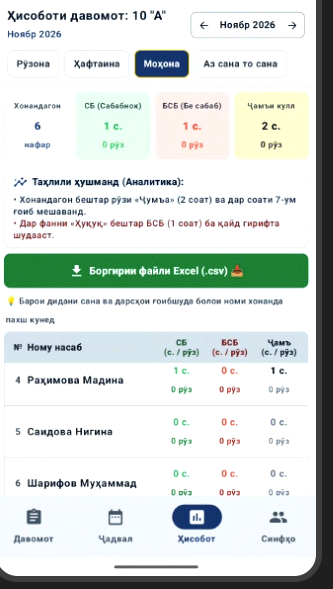 Ҳисоботи давомот: 10 "А"
Ноябр 2026
← Ноябр 2026 →
Рӯзона Ҳафтаина Моҳона Аз сана то сана
Хонандагон СБ (Сабабнок) БСБ (Бе сабаб) Ҷамъи кулл
6 1 с. 1 с. 2 с.
нафар 0 рӯз 0 рӯз 0 рӯз
Таҳлили ҳушманд (Аналитика):
• Хонандагон бештар рӯзи «Ҷумъа» (2 соат) ва дар соати 7-ум
ғоиб мешаванд.
• Дар фанни «Ҳуқуқ» бештар БСБ (1 соат) ба қайд гирифта
шудааст.
Боргирии файли Excel (.csv)
Барои дидани сана ва дарсҳои ғоибшуда болои номи хонанда
пахш кунед
№ Ному насаб СБ (с. / рӯз) БСБ (с. / рӯз) Ҷамъ (с. / рӯз)
4 Раҳимова Мадина 1 с. 0 с. 1 с.
0 рӯз 0 рӯз 0 рӯз
5 Саидова Нигина 0 с. 0 с. 0 с.
0 рӯз 0 рӯз 0 рӯз
6 Шарифов Муҳаммад 0 с. 0 с. 0 с.
0 рӯз 0 рӯз 0 рӯз
Давомот Ҷадвал Ҳисобот Синфҳо